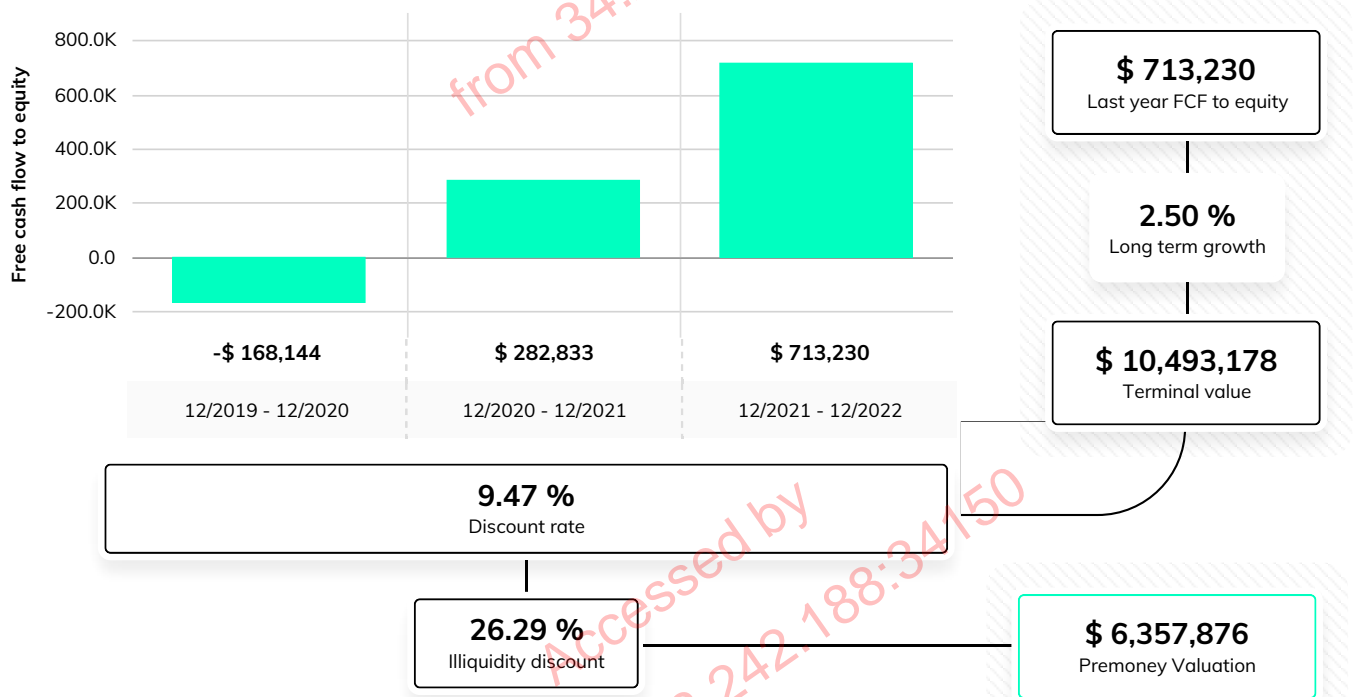 Free cash flow to equity
800.0K
600.0K
400.0K
200.0K
0.0
-200.0K
-$ 168,144
$ 282,833
$ 713,230
12/2019 - 12/2020
12/2020 - 12/2021
12/2021 - 12/2022
$ 713,230
Last year FCF to equity
2.50 %
Long term growth
$ 10,493,178
Terminal value
9.47 %
Discount rate
26.29 %
Illiquidity discount
$ 6,357,876
Premoney Valuation
from 34.
Accessed by
242.188:34150